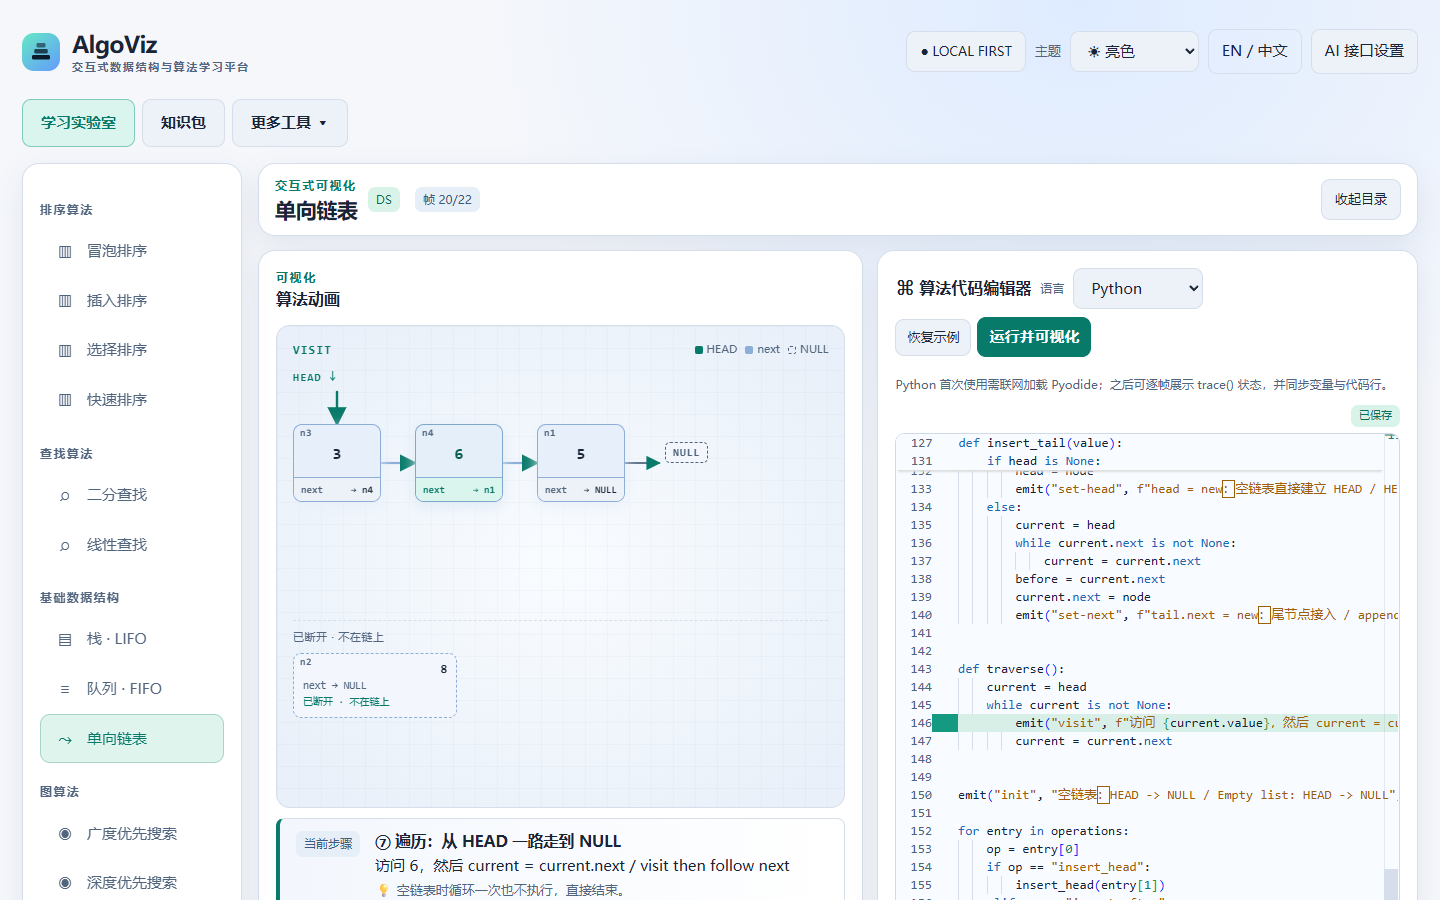 AlgoViz
交互式数据结构与算法学习平台
● LOCAL FIRST
主题
☀ 亮色
EN / 中文
AI 接口设置
学习实验室
知识包
更多工具 ▾
排序算法
冒泡排序
插入排序
选择排序
快速排序
查找算法
二分查找
线性查找
基础数据结构
栈 · LIFO
队列 · FIFO
单向链表
图算法
广度优先搜索
深度优先搜索
交互式可视化
单向链表
DS
帧 20/22
收起目录
可视化
算法动画
VISIT
HEAD
next
NULL
HEAD ↓
n3
3
next → n4
n4
6
next → n1
n1
5
next → NULL
NULL
已断开 · 不在链上
n2
8
next → NULL
已断开 · 不在链上
当前步骤
⑦ 遍历：从 HEAD 一路走到 NULL
访问 6，然后 current = current.next / visit then follow next
💡 空链表时循环一次也不执行，直接结束。
⌘ 算法代码编辑器
语言
Python
恢复示例
运行并可视化
Python 首次使用需联网加载 Pyodide；之后可逐帧展示 trace() 状态，并同步变量与代码行。
已保存
127 def insert_tail(value):
131 if head is None:
133 emit("set-head", f"head = new：空链表直接建立 HEAD / HE
134 else:
135 current = head
136 while current.next is not None:
137 current = current.next
138 before = current.next
139 current.next = node
140 emit("set-next", f"tail.next = new：尾节点接入 / appenc
141
142
143 def traverse():
144 current = head
145 while current is not None:
146 emit("visit", f"访问 {current.value}，然后 current = cu
147 current = current.next
148
149
150 emit("init", "空链表：HEAD -> NULL / Empty list: HEAD -> NULL",
151
152 for entry in operations:
153 op = entry[0]
154 if op == "insert_head":
155 insert_head(entry[1])